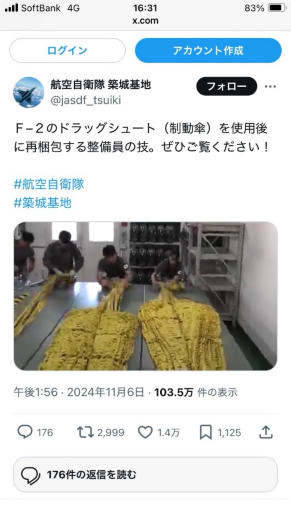 SoftBank 4G 16:31 83%
x.com
ログイン アカウント作成
航空自衛隊 築城基地 フォロー
@jasdf_tsuiki
F−2のドラッグシュート（制動傘）を使用後
に再梱包する整備員の技。ぜひご覧ください！
#航空自衛隊
#築城基地
午後1:56 · 2024年11月6日 · 103.5万 件の表示
176 2,999 1.4万 1,125
176件の返信を読む